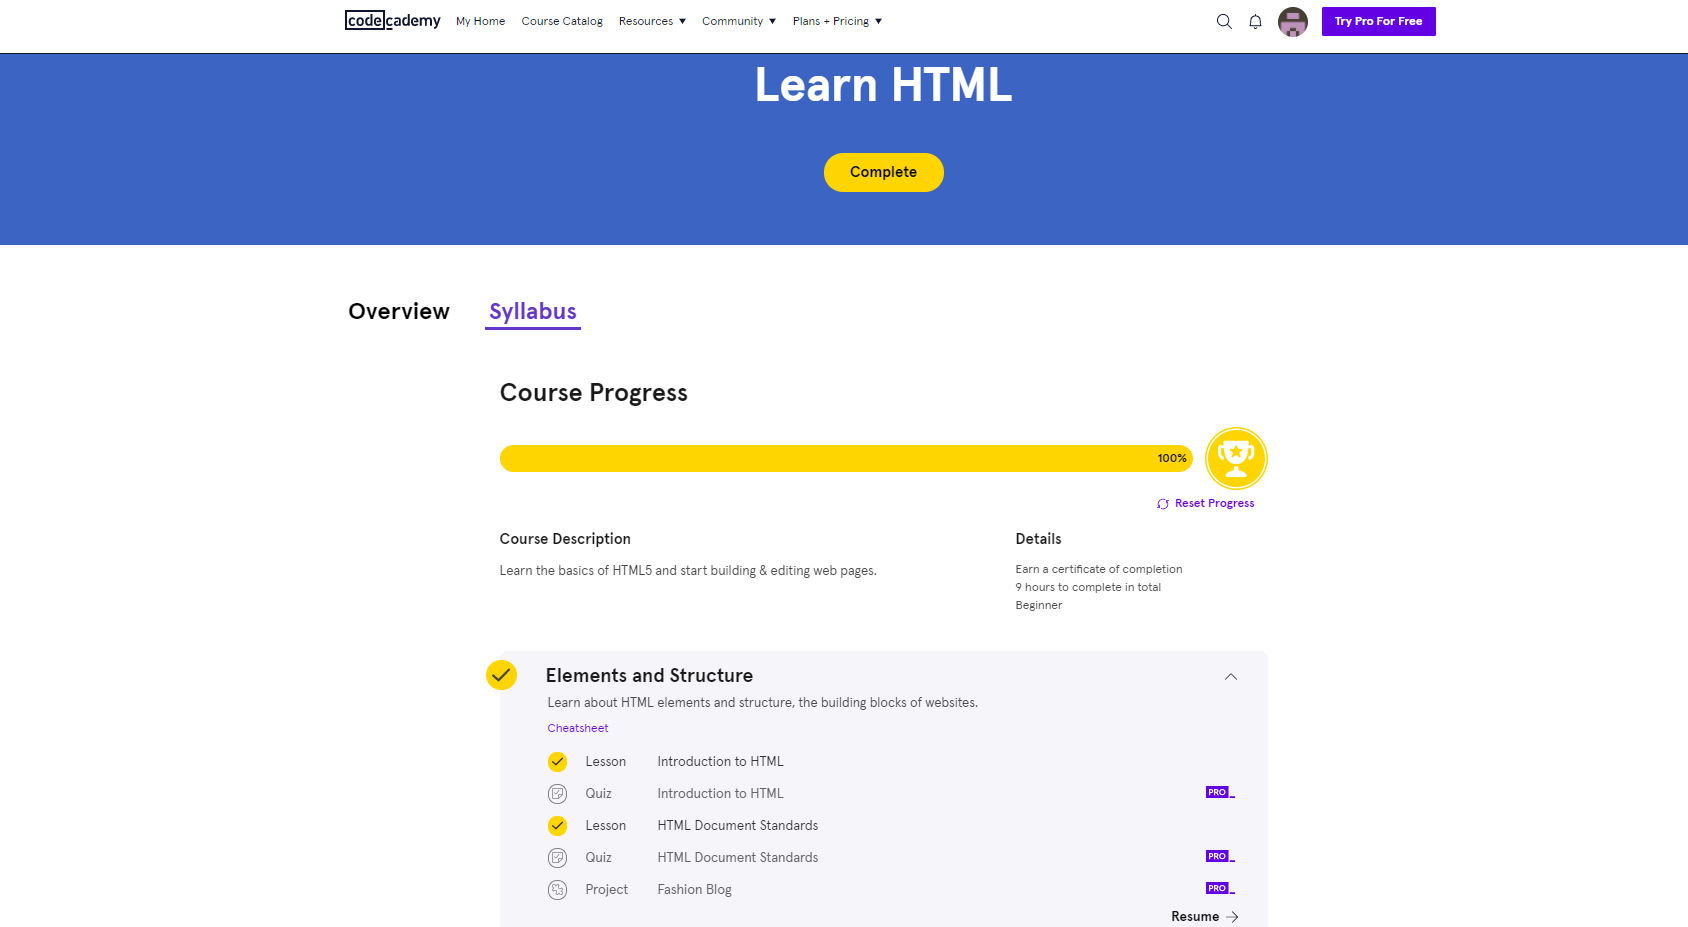 codecademy My Home Course Catalog Resources Community Plans + Pricing Try Pro For Free
Learn HTML
Complete
Overview Syllabus
Course Progress
100%
Reset Progress
Course Description
Learn the basics of HTML5 and start building & editing web pages.
Details
Earn a certificate of completion
9 hours to complete in total
Beginner
Elements and Structure
Learn about HTML elements and structure, the building blocks of websites.
Cheatsheet
Lesson Introduction to HTML
Quiz Introduction to HTML PRO
Lesson HTML Document Standards
Quiz HTML Document Standards PRO
Project Fashion Blog PRO
Resume